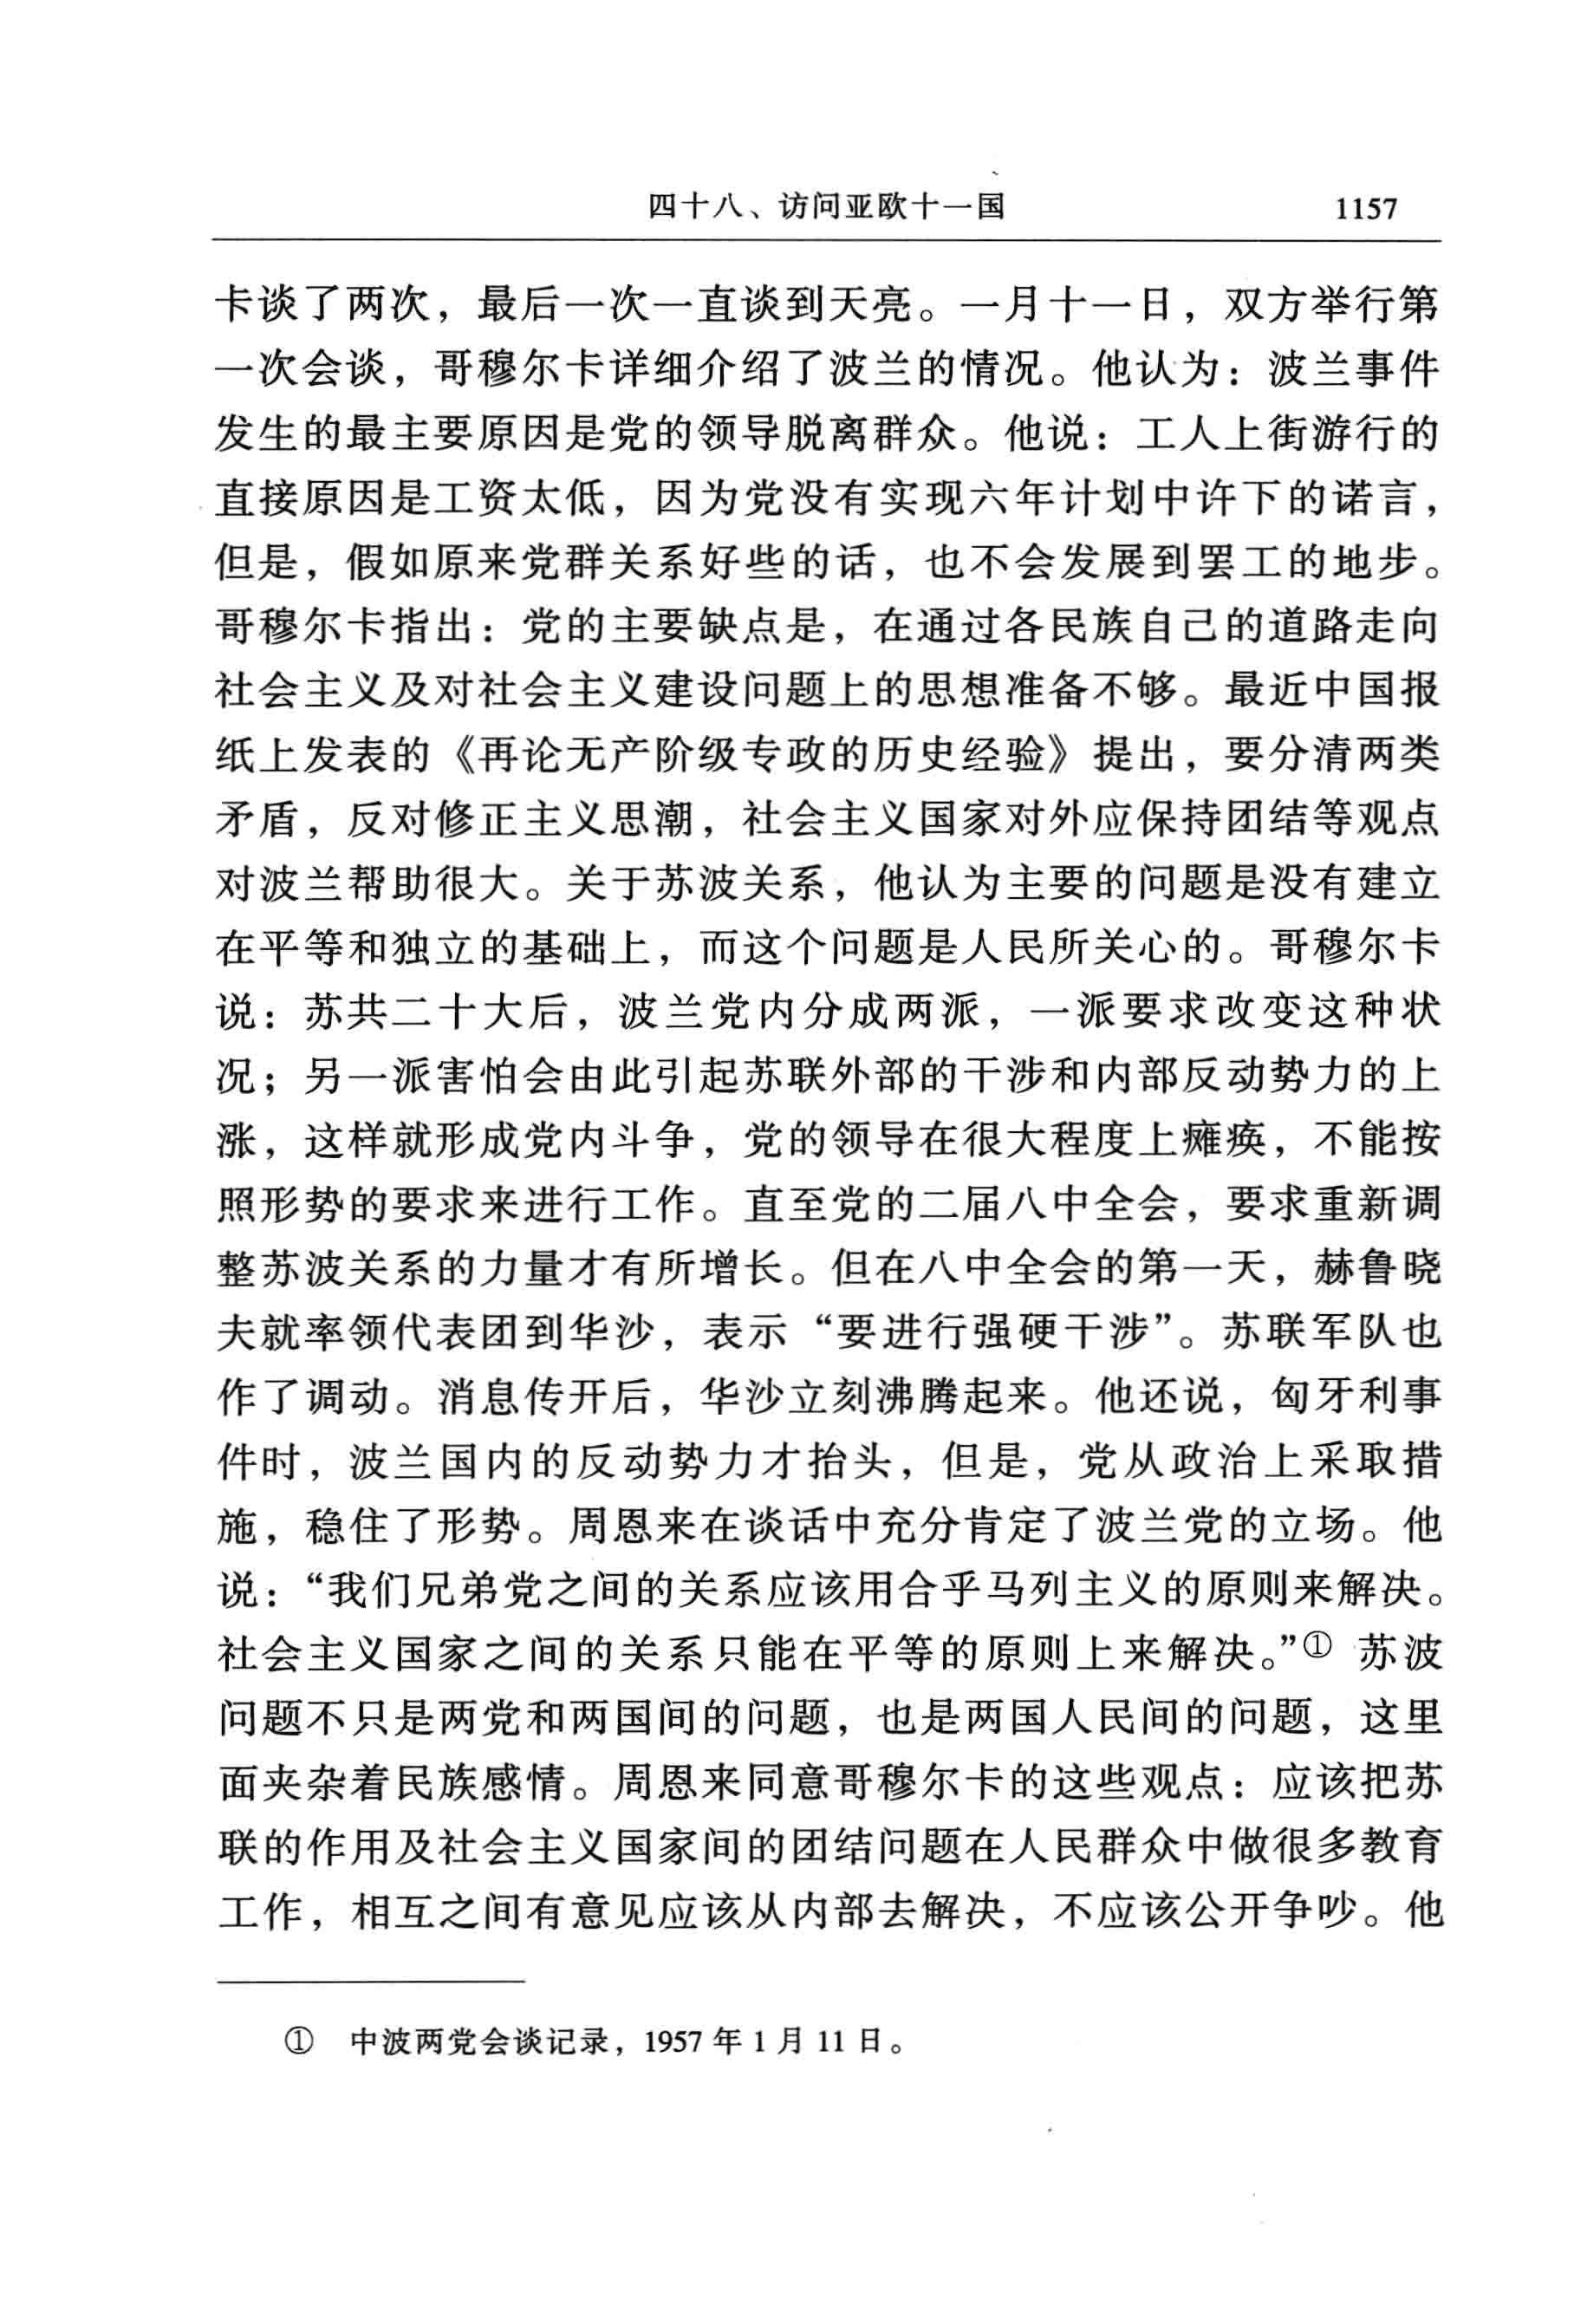 四十八、访问亚欧十一国 1157
卡谈了两次，最后一次一直谈到天亮。一月十一日，双方举行第
一次会谈，哥穆尔卡详细介绍了波兰的情况。他认为：波兰事件
发生的最主要原因是党的领导脱离群众。他说：工人上街游行的
直接原因是工资太低，因为党没有实现六年计划中许下的诺言，
但是，假如原来党群关系好些的话，也不会发展到罢工的地步。
哥穆尔卡指出：党的主要缺点是，在通过各民族自己的道路走向
社会主义及对社会主义建设问题上的思想准备不够。最近中国报
纸上发表的《再论无产阶级专政的历史经验》提出，要分清两类
矛盾，反对修正主义思潮，社会主义国家对外应保持团结等观点
对波兰帮助很大。关于苏波关系，他认为主要的问题是没有建立
在平等和独立的基础上，而这个问题是人民所关心的。哥穆尔卡
说：苏共二十大后，波兰党内分成两派，一派要求改变这种状
况；另一派害怕会由此引起苏联外部的干涉和内部反动势力的上
涨，这样就形成党内斗争，党的领导在很大程度上瘫痪，不能按
照形势的要求来进行工作。直至党的二届八中全会，要求重新调
整苏波关系的力量才有所增长。但在八中全会的第一天，赫鲁晓
夫就率领代表团到华沙，表示“要进行强硬干涉”。苏联军队也
作了调动。消息传开后，华沙立刻沸腾起来。他还说，匈牙利事
件时，波兰国内的反动势力才抬头，但是，党从政治上采取措
施，稳住了形势。周恩来在谈话中充分肯定了波兰党的立场。他
说：“我们兄弟党之间的关系应该用合乎马列主义的原则来解决。
社会主义国家之间的关系只能在平等的原则上来解决。”① 苏波
问题不只是两党和两国间的问题，也是两国人民间的问题，这里
面夹杂着民族感情。周恩来同意哥穆尔卡的这些观点：应该把苏
联的作用及社会主义国家间的团结问题在人民群众中做很多教育
工作，相互之间有意见应该从内部去解决，不应该公开争吵。他
① 中波两党会谈记录，1957 年 1 月 11 日。